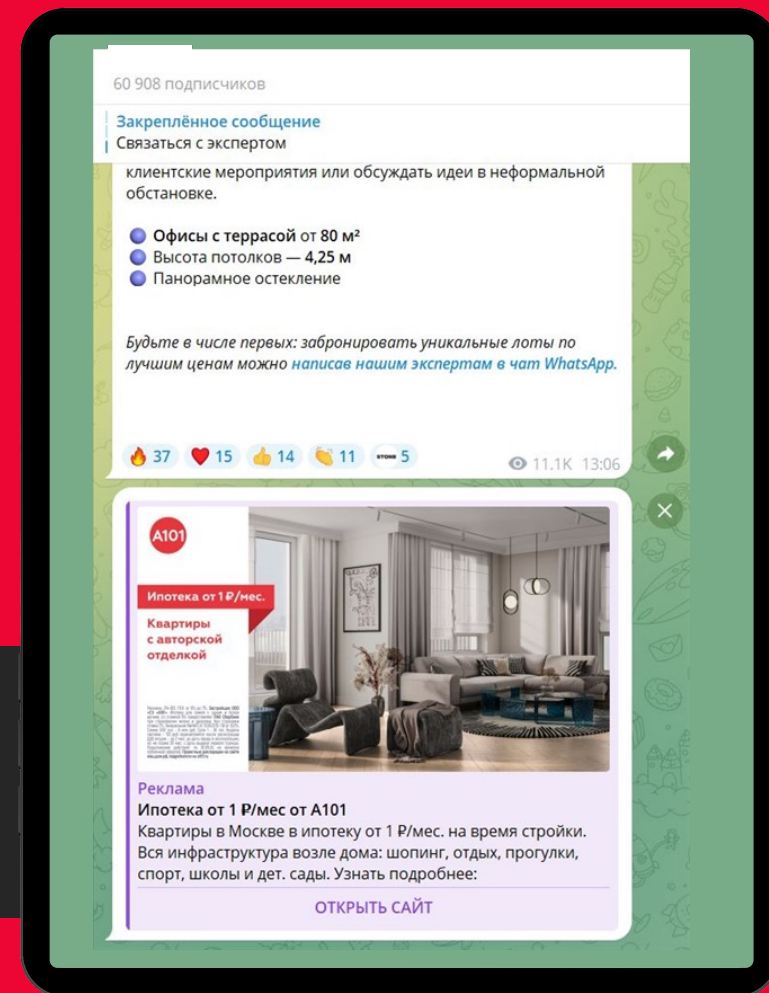 60 908 подписчиков
Закреплённое сообщение
Связаться с экспертом
клиентские мероприятия или обсуждать идеи в неформальной
обстановке.
Офисы с террасой от 80 м²
Высота потолков — 4,25 м
Панорамное остекление
Будьте в числе первых: забронировать уникальные лоты по
лучшим ценам можно написав нашим экспертам в чат WhatsApp.
37 15 14 11 STONE 5 11.1K 13:06
А101
Ипотека от 1 ₽/мес.
Квартиры
с авторской
отделкой
Реклама
Ипотека от 1 ₽/мес от А101
Квартиры в Москве в ипотеку от 1 ₽/мес. на время стройки.
Вся инфраструктура возле дома: шопинг, отдых, прогулки,
спорт, школы и дет. сады. Узнать подробнее:
ОТКРЫТЬ САЙТ